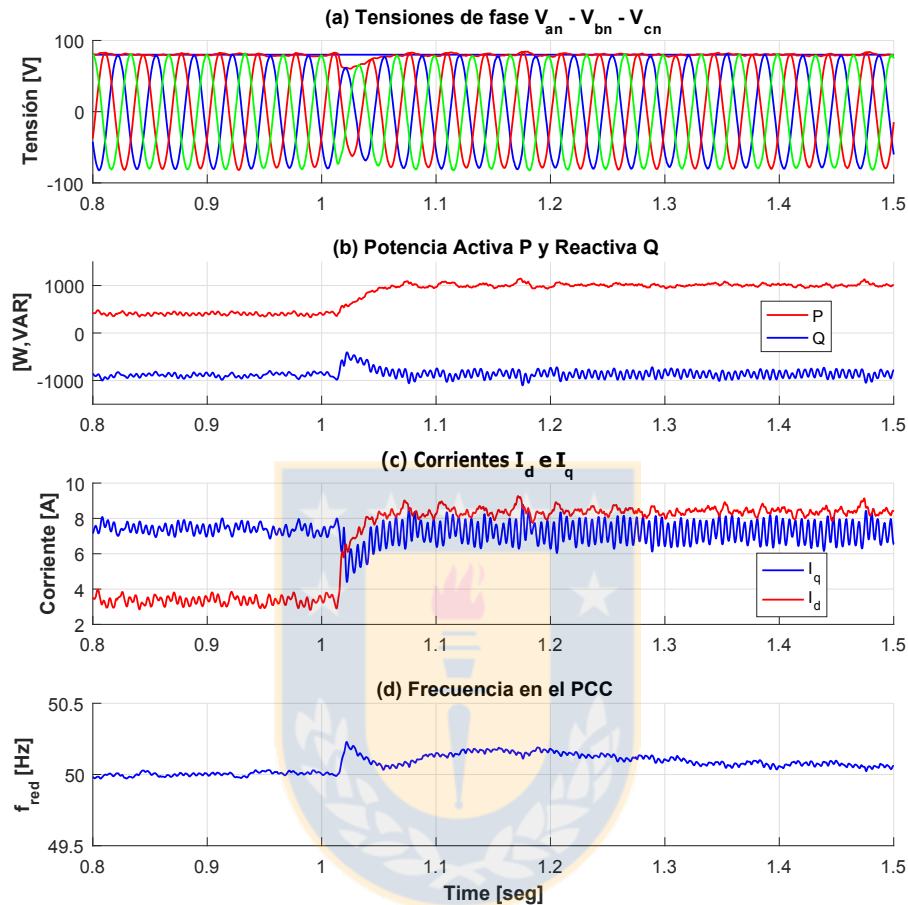 (a) Tensiones de fase V_an - V_bn - V_cn
Tensión [V]
100
0
-100
0.8 0.9 1 1.1 1.2 1.3 1.4 1.5
(b) Potencia Activa P y Reactiva Q
[W,VAR]
1000
0
-1000
P
Q
0.8 0.9 1 1.1 1.2 1.3 1.4 1.5
(c) Corrientes I_d e I_q
Corriente [A]
10
8
6
4
2
I_q
I_d
0.8 0.9 1 1.1 1.2 1.3 1.4 1.5
(d) Frecuencia en el PCC
f_red [Hz]
50.5
50
49.5
0.8 0.9 1 1.1 1.2 1.3 1.4 1.5
Time [seg]